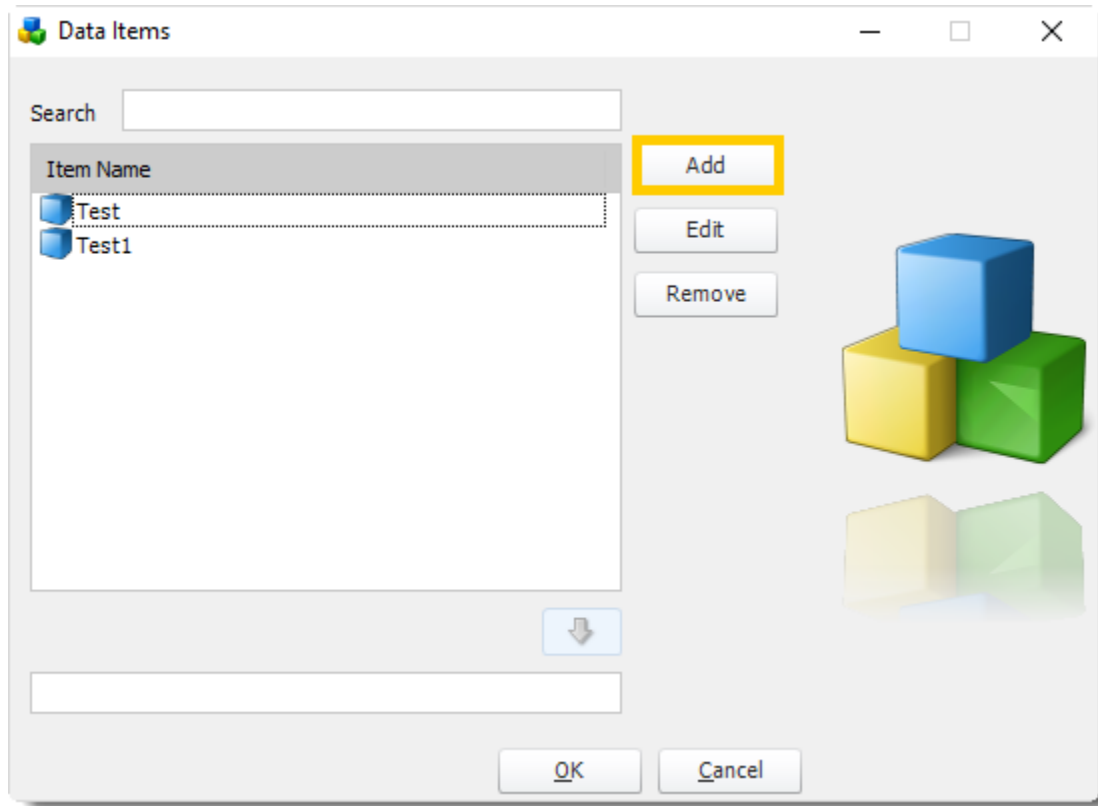 Data Items
Search
Item Name
Test
Test1
Add
Edit
Remove
OK
Cancel